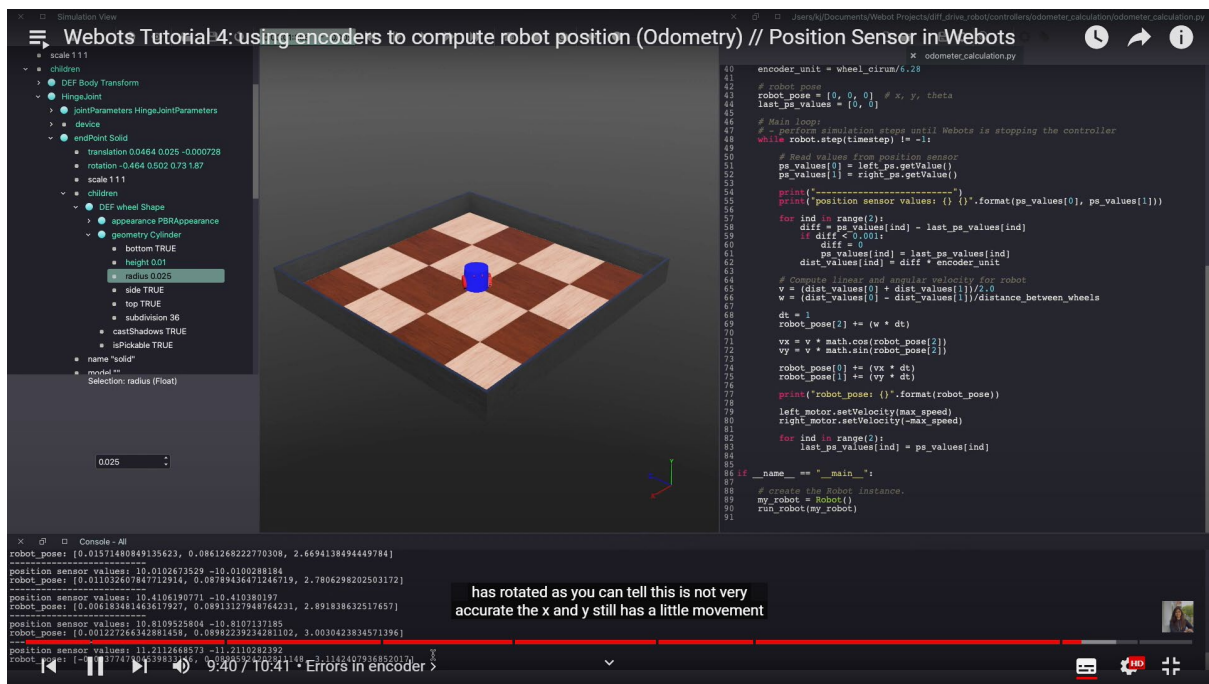 Simulation View
Jsers/kj/Documents/Webot Projects/diff_drive_robot/controllers/odometer_calculation/odometer_calculation.py
Webots Tutorial 4: using encoders to compute robot position (Odometry) // Position Sensor in Webots
odometer_calculation.py
scale 1 1 1
children
DEF Body Transform
HingeJoint
jointParameters HingeJointParameters
device
endPoint Solid
translation 0.0464 0.025 -0.000728
rotation -0.464 0.502 0.73 1.87
scale 1 1 1
children
DEF wheel Shape
appearance PBRAppearance
geometry Cylinder
bottom TRUE
height 0.01
radius 0.025
side TRUE
top TRUE
subdivision 36
castShadows TRUE
isPickable TRUE
name "solid"
model ""
Selection: radius (Float)
0.025
40 encoder_unit = wheel_cirum/6.28
41
42 # robot pose
43 robot_pose = [0, 0, 0] # x, y, theta
44 last_ps_values = [0, 0]
45
46 # Main loop:
47 # - perform simulation steps until Webots is stopping the controller
48 while robot.step(timestep) != -1:
49
50 # Read values from position sensor
51 ps_values[0] = left_ps.getValue()
52 ps_values[1] = right_ps.getValue()
53
54 print("--------------------------")
55 print("position sensor values: {} {}".format(ps_values[0], ps_values[1]))
56
57 for ind in range(2):
58 diff = ps_values[ind] - last_ps_values[ind]
59 if diff < 0.001:
60 diff = 0
61 ps_values[ind] = last_ps_values[ind]
62 dist_values[ind] = diff * encoder_unit
63
64 # Compute linear and angular velocity for robot
65 v = (dist_values[0] + dist_values[1])/2.0
66 w = (dist_values[0] - dist_values[1])/distance_between_wheels
67
68 dt = 1
69 robot_pose[2] += (w * dt)
70
71 vx = v * math.cos(robot_pose[2])
72 vy = v * math.sin(robot_pose[2])
73
74 robot_pose[0] += (vx * dt)
75 robot_pose[1] += (vy * dt)
76
77 print("robot_pose: {}".format(robot_pose))
78
79 left_motor.setVelocity(max_speed)
80 right_motor.setVelocity(-max_speed)
81
82 for ind in range(2):
83 last_ps_values[ind] = ps_values[ind]
84
85
86 if __name__ == "__main__":
87
88 # create the Robot instance.
89 my_robot = Robot()
90 run_robot(my_robot)
91
Console - All
robot_pose: [0.01571480849135623, 0.0861268222770308, 2.6694138494449784]
--------------------------
position sensor values: 10.0102673529 -10.0100288184
robot_pose: [0.011032607847712914, 0.08789436471246719, 2.7806298202503172]
--------------------------
position sensor values: 10.4106190771 -10.410380197
robot_pose: [0.00618348146361792​7, 0.08913127948764231, 2.891838632517657]
--------------------------
position sensor values: 10.8109525804 -10.8107137185
robot_pose: [0.001227266342881458, 0.08982239234281102, 3.0030423834571396]
position sensor values: 11.2112668573 -11.2110282392
has rotated as you can tell this is not very
accurate the x and y still has a little movement
9:40 / 10:41 • Errors in encoder >
HD